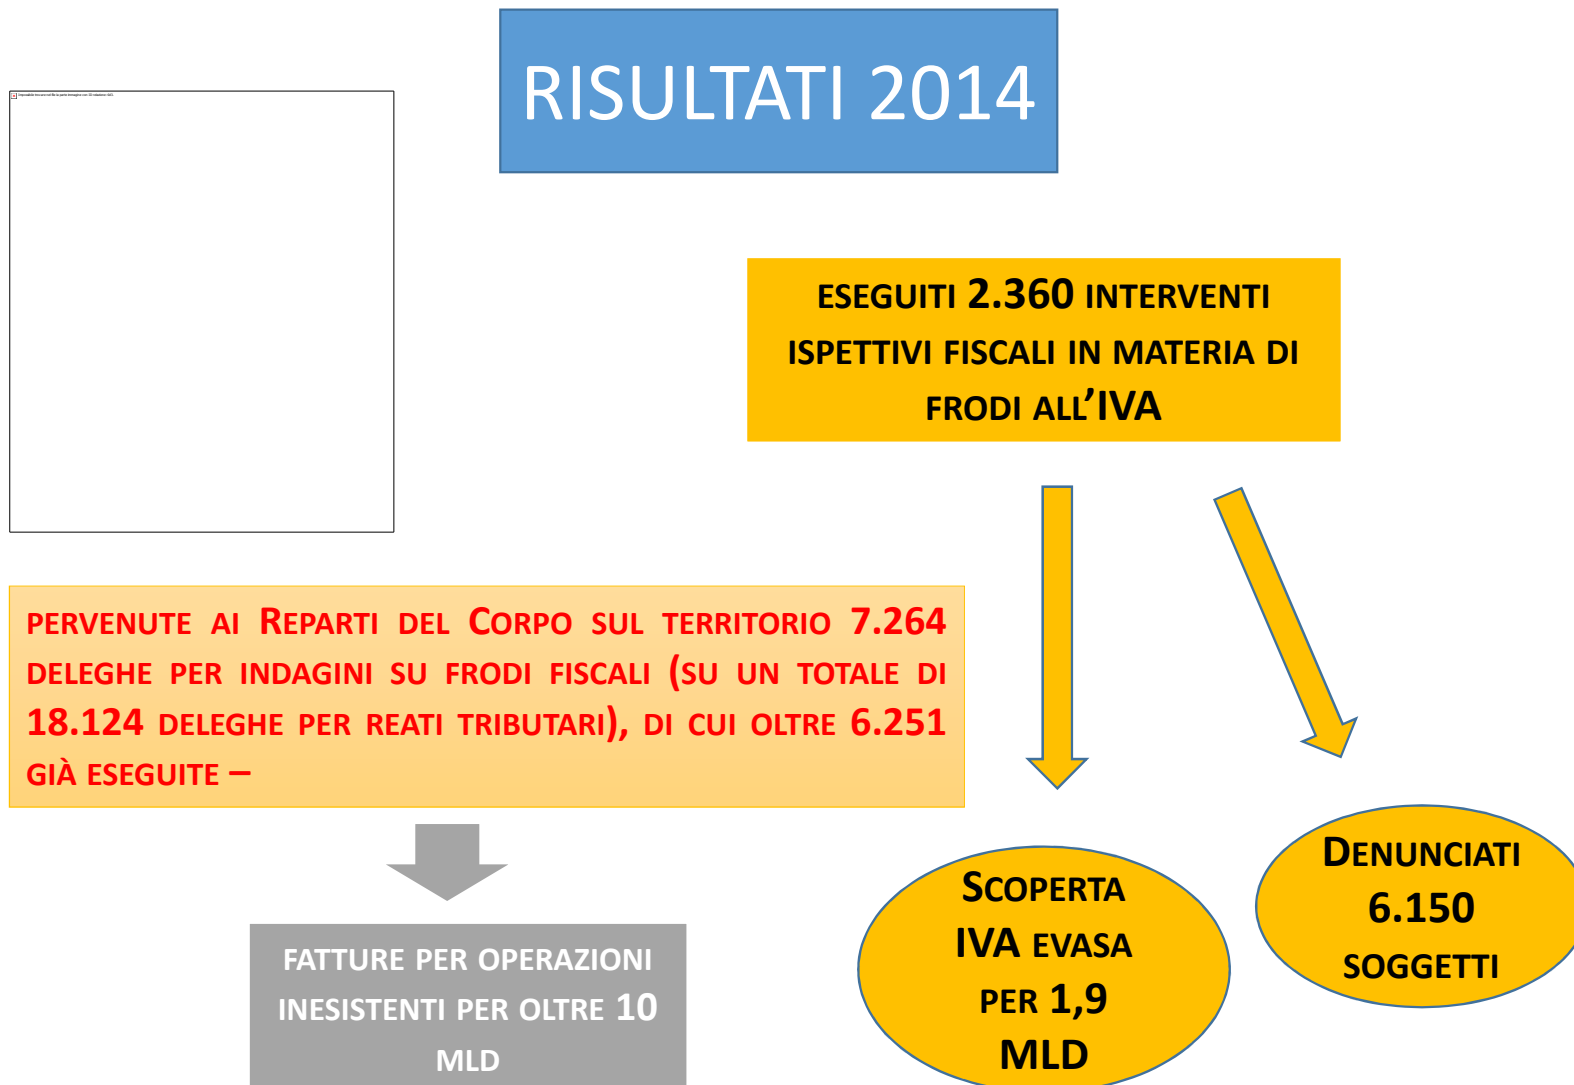 RISULTATI 2014
ESEGUITI 2.360 INTERVENTI
ISPETTIVI FISCALI IN MATERIA DI
FRODI ALL'IVA
PERVENUTE AI REPARTI DEL CORPO SUL TERRITORIO 7.264
DELEGHE PER INDAGINI SU FRODI FISCALI (SU UN TOTALE DI
18.124 DELEGHE PER REATI TRIBUTARI), DI CUI OLTRE 6.251
GIÀ ESEGUITE –
FATTURE PER OPERAZIONI
INESISTENTI PER OLTRE 10
MLD
SCOPERTA
IVA EVASA
PER 1,9
MLD
DENUNCIATI
6.150
SOGGETTI